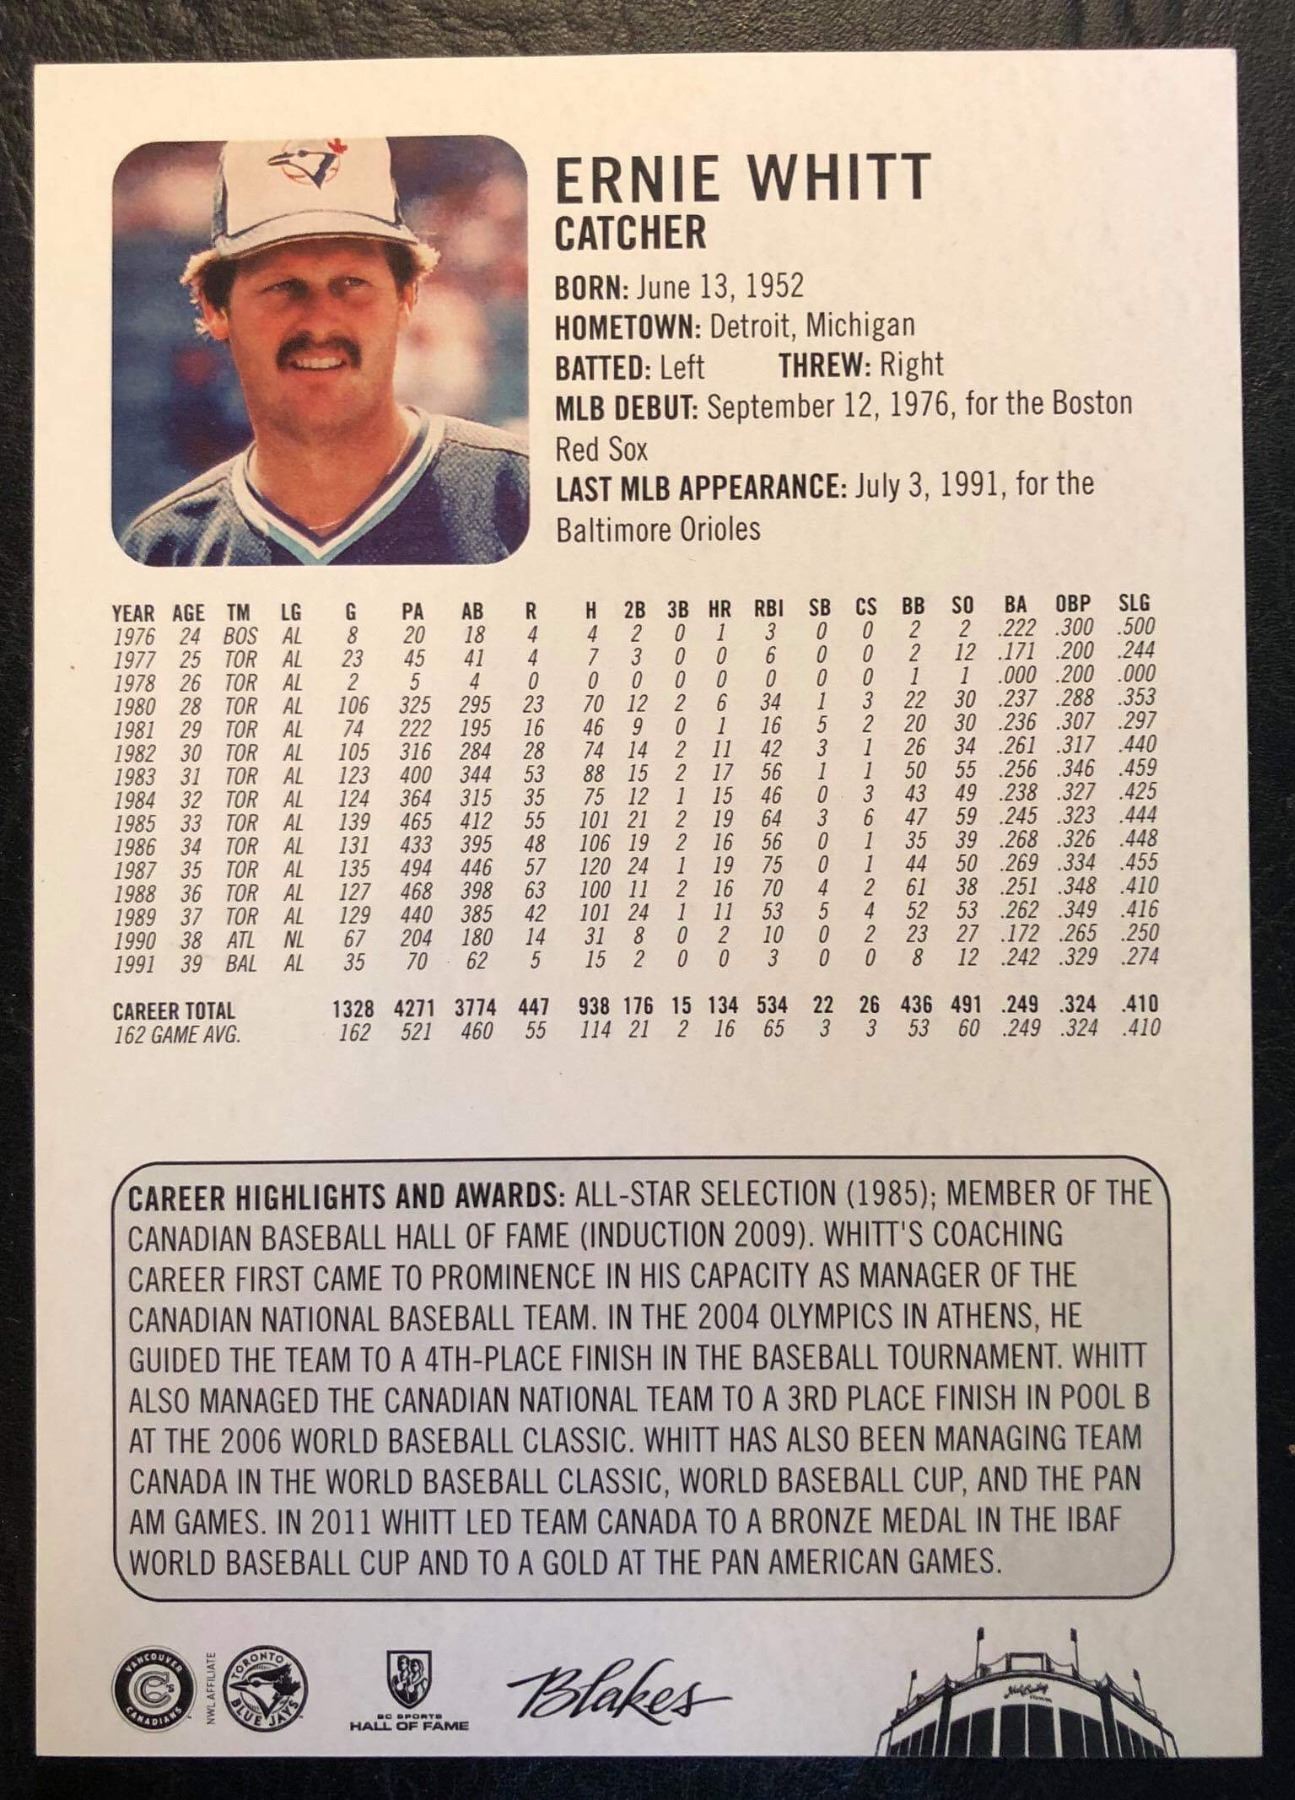 ERNIE WHITT
CATCHER
BORN: June 13, 1952
HOMETOWN: Detroit, Michigan
BATTED: Left THREW: Right
MLB DEBUT: September 12, 1976, for the Boston
Red Sox
LAST MLB APPEARANCE: July 3, 1991, for the
Baltimore Orioles
YEAR AGE TM LG G PA AB R H 2B 3B HR RBI SB CS BB SO BA OBP SLG
1976 24 BOS AL 8 20 18 4 4 2 0 1 3 0 0 2 2 .222 .300 .500
1977 25 TOR AL 23 45 41 4 7 3 0 0 6 0 0 2 12 .171 .200 .244
1978 26 TOR AL 2 5 4 0 0 0 0 0 0 0 0 1 1 .000 .200 .000
1980 28 TOR AL 106 325 295 23 70 12 2 6 34 1 3 22 30 .237 .288 .353
1981 29 TOR AL 74 222 195 16 46 9 0 1 16 5 2 20 30 .236 .307 .297
1982 30 TOR AL 105 316 284 28 74 14 2 11 42 3 1 26 34 .261 .317 .440
1983 31 TOR AL 123 400 344 53 88 15 2 17 56 1 1 50 55 .256 .346 .459
1984 32 TOR AL 124 364 315 35 75 12 1 15 46 0 3 43 49 .238 .327 .425
1985 33 TOR AL 139 465 412 55 101 21 2 19 64 3 6 47 59 .245 .323 .444
1986 34 TOR AL 131 433 395 48 106 19 2 16 56 0 1 35 39 .268 .326 .448
1987 35 TOR AL 135 494 446 57 120 24 1 19 75 0 1 44 50 .269 .334 .455
1988 36 TOR AL 127 468 398 63 100 11 2 16 70 4 2 61 38 .251 .348 .410
1989 37 TOR AL 129 440 385 42 101 24 1 11 53 5 4 52 53 .262 .349 .416
1990 38 ATL NL 67 204 180 14 31 8 0 2 10 0 2 23 27 .172 .265 .250
1991 39 BAL AL 35 70 62 5 15 2 0 0 3 0 0 8 12 .242 .329 .274
CAREER TOTAL 1328 4271 3774 447 938 176 15 134 534 22 26 436 491 .249 .324 .410
162 GAME AVG. 162 521 460 55 114 21 2 16 65 3 3 53 60 .249 .324 .410
CAREER HIGHLIGHTS AND AWARDS: ALL-STAR SELECTION (1985); MEMBER OF THE
CANADIAN BASEBALL HALL OF FAME (INDUCTION 2009). WHITT'S COACHING
CAREER FIRST CAME TO PROMINENCE IN HIS CAPACITY AS MANAGER OF THE
CANADIAN NATIONAL BASEBALL TEAM. IN THE 2004 OLYMPICS IN ATHENS, HE
GUIDED THE TEAM TO A 4TH-PLACE FINISH IN THE BASEBALL TOURNAMENT. WHITT
ALSO MANAGED THE CANADIAN NATIONAL TEAM TO A 3RD PLACE FINISH IN POOL B
AT THE 2006 WORLD BASEBALL CLASSIC. WHITT HAS ALSO BEEN MANAGING TEAM
CANADA IN THE WORLD BASEBALL CLASSIC, WORLD BASEBALL CUP, AND THE PAN
AM GAMES. IN 2011 WHITT LED TEAM CANADA TO A BRONZE MEDAL IN THE IBAF
WORLD BASEBALL CUP AND TO A GOLD AT THE PAN AMERICAN GAMES.
VANCOUVER
C's
CANADIANS
NWL AFFILIATE
TORONTO
BLUE JAYS
BC SPORTS
HALL OF FAME
Blakes